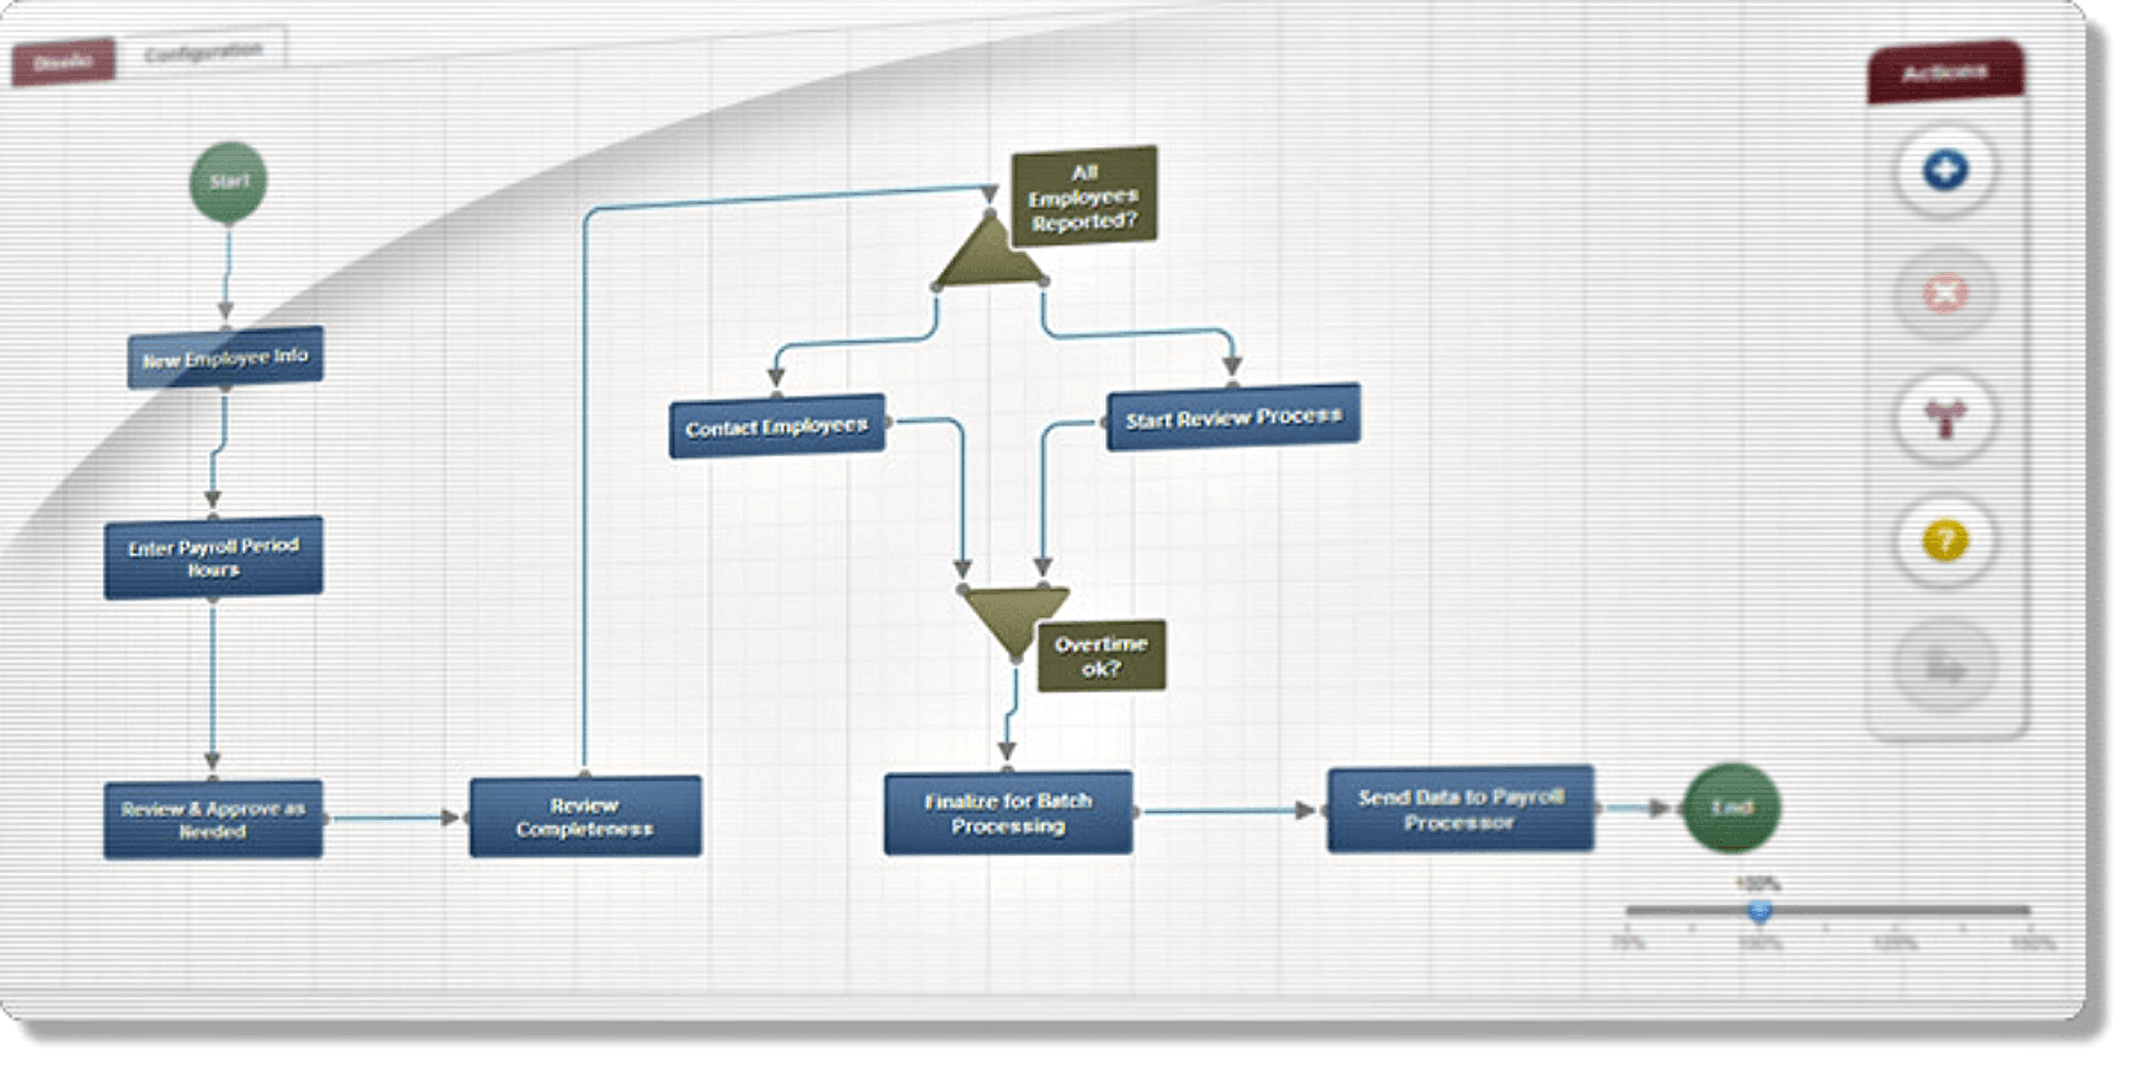 Diseño
Configuration
Actions
Start
New Employee Info
Enter Payroll Period
Hours
Review & Approve as
Needed
Review
Completeness
All
Employees
Reported?
Contact Employees
Start Review Process
Overtime
ok?
Finalize for Batch
Processing
Send Data to Payroll
Processor
End
?
100%
75%
100%
125%
150%